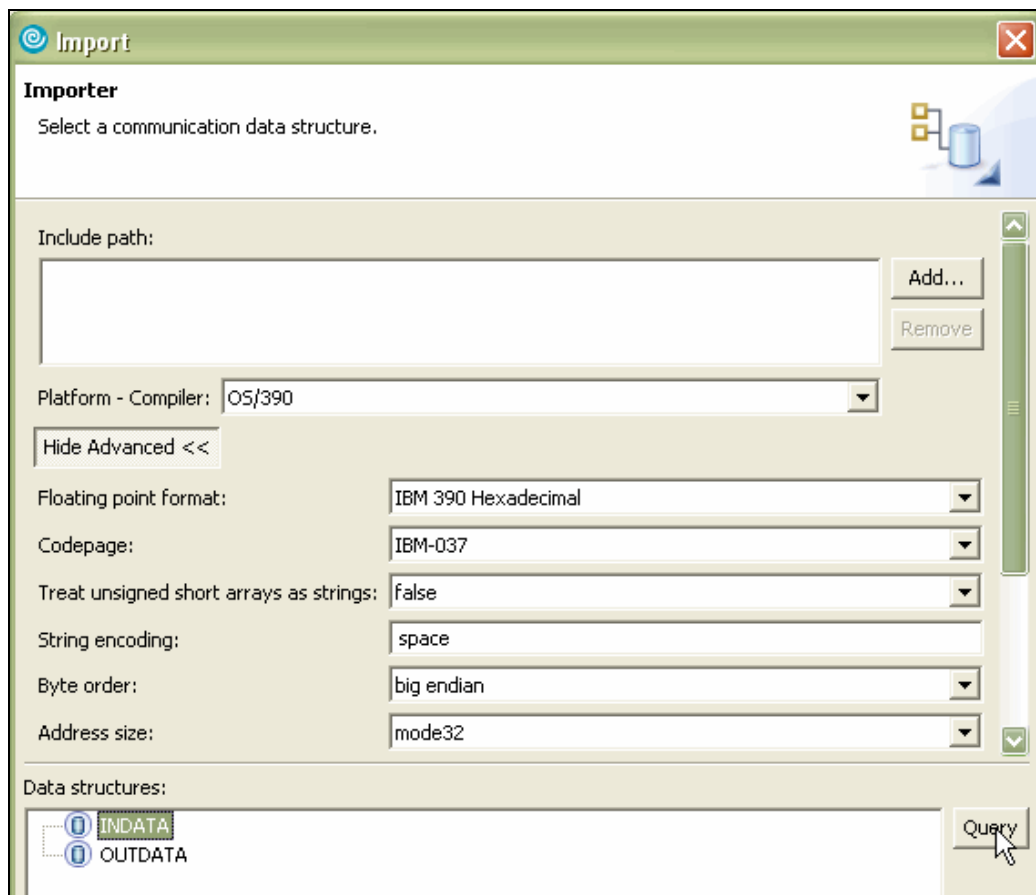 Import
Importer
Select a communication data structure.
Include path:
Add...
Remove
Platform - Compiler: OS/390
Hide Advanced <<
Floating point format: IBM 390 Hexadecimal
Codepage: IBM-037
Treat unsigned short arrays as strings: false
String encoding: space
Byte order: big endian
Address size: mode32
Data structures:
INDATA
Query
OUTDATA